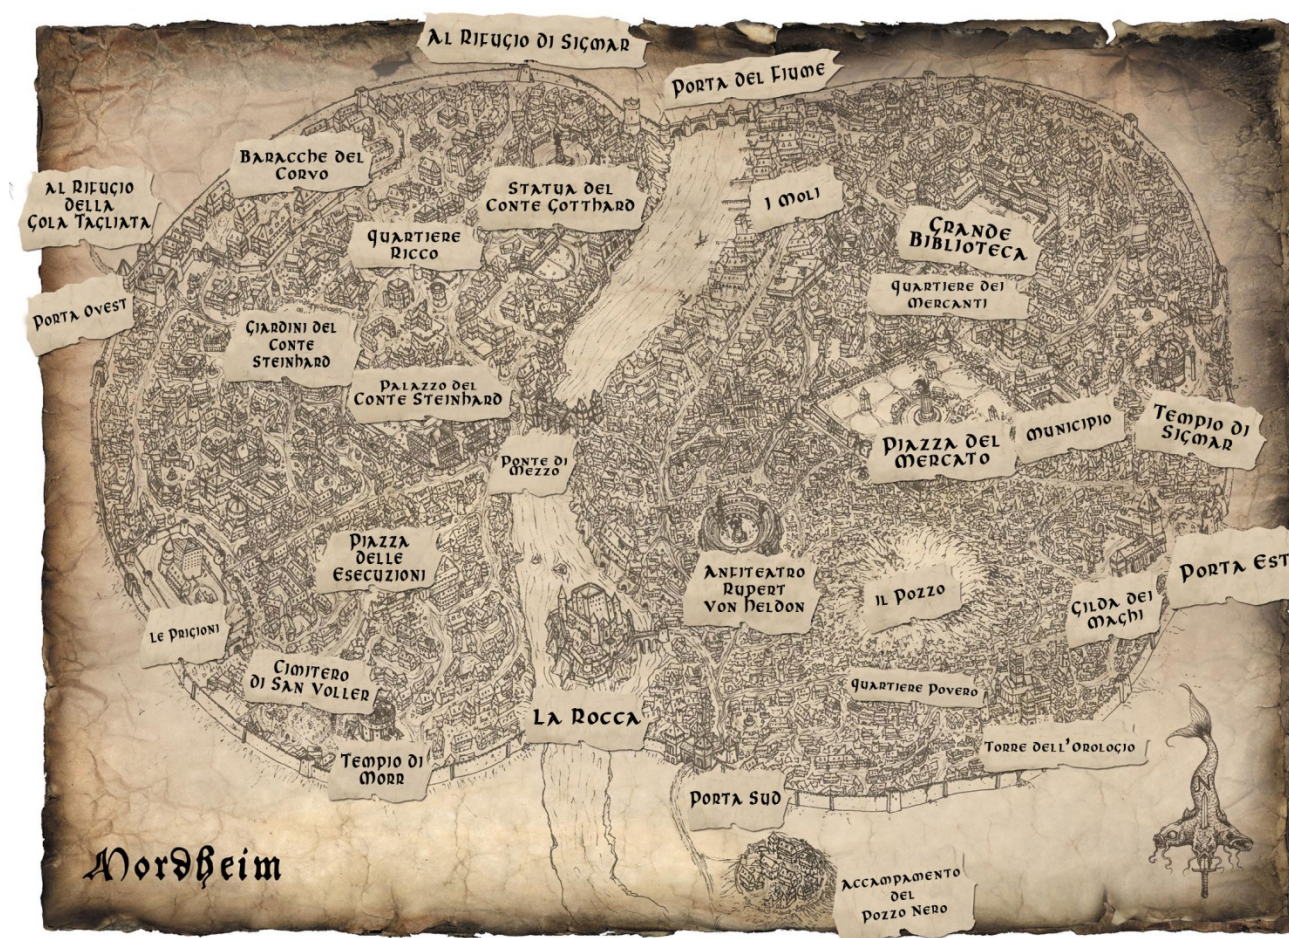 Al Rifugio di Sigmar
Porta del Fiume
Baracche del
Corvo
Al Rifugio
della
Gola Tagliata
Statua del
Conte Gotthard
I Moli
Quartiere
Ricco
Grande
Biblioteca
Quartiere dei
Mercanti
Porta Ovest
Giardini del
Conte
Steinhard
Palazzo del
Conte Steinhard
Piazza del
Mercato
Municipio
Tempio di
Sigmar
Ponte di
Mezzo
Piazza
delle
Esecuzioni
Anfiteatro
Rupert
Von Heldon
Il Pozzo
Porta Est
Gilda dei
Maghi
Le Prigioni
Cimitero
di San Voller
La Rocca
Quartiere Povero
Torre dell'Orologio
Tempio di
Morr
Porta Sud
Mordheim
Accampamento
del
Pozzo Nero
N